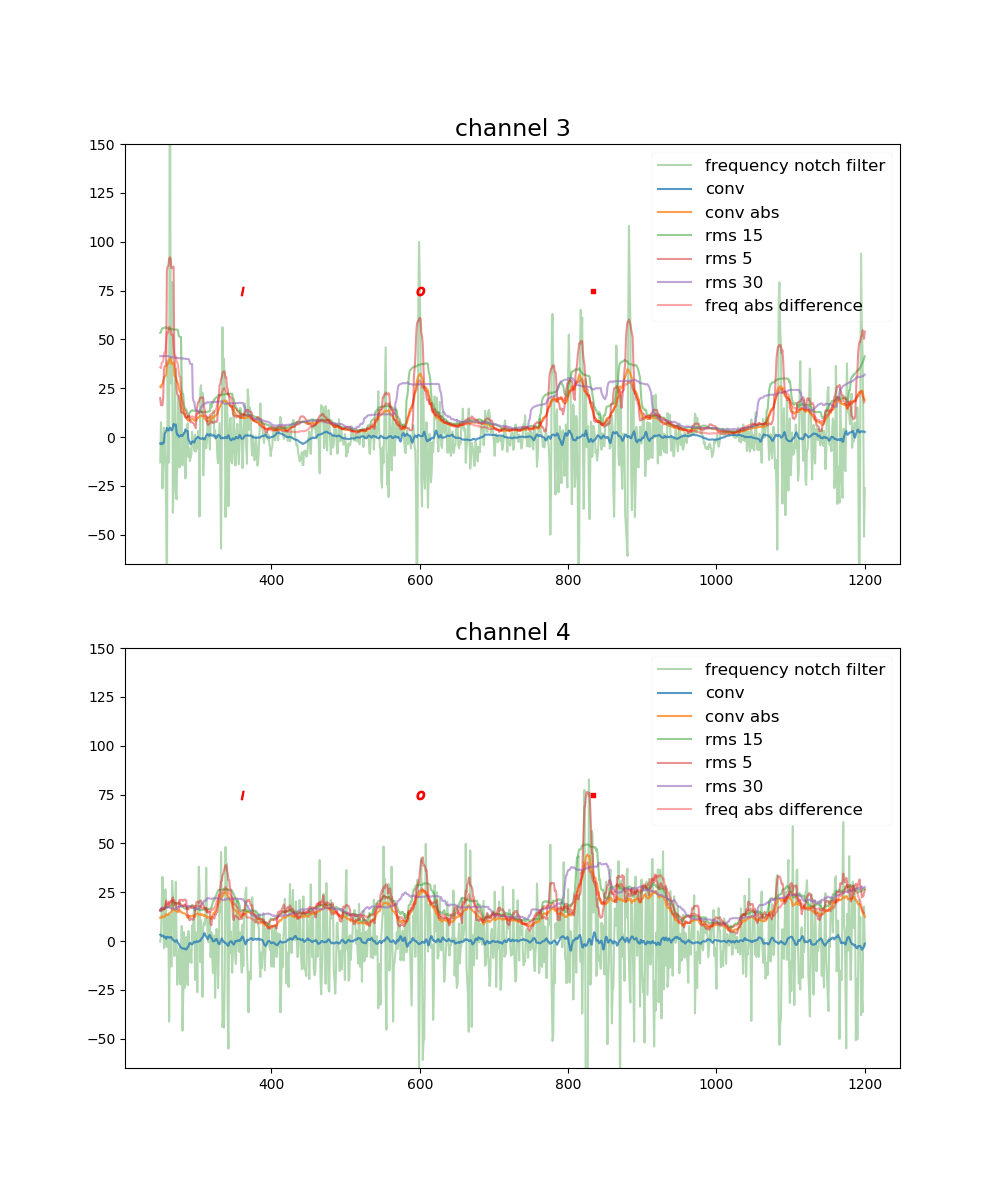 channel 3
150
125
100
75
50
25
0
−25
−50
frequency notch filter
conv
conv abs
rms 15
rms 5
rms 30
freq abs difference
I O
400 600 800 1000 1200
channel 4
150
125
100
75
50
25
0
−25
−50
frequency notch filter
conv
conv abs
rms 15
rms 5
rms 30
freq abs difference
I O
400 600 800 1000 1200